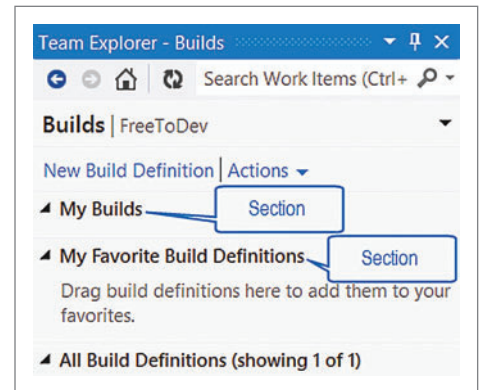 Team Explorer - Builds
Search Work Items (Ctrl+
Builds | FreeToDev
New Build Definition | Actions
My Builds
Section
My Favorite Build Definitions
Section
Drag build definitions here to add them to your
favorites.
All Build Definitions (showing 1 of 1)